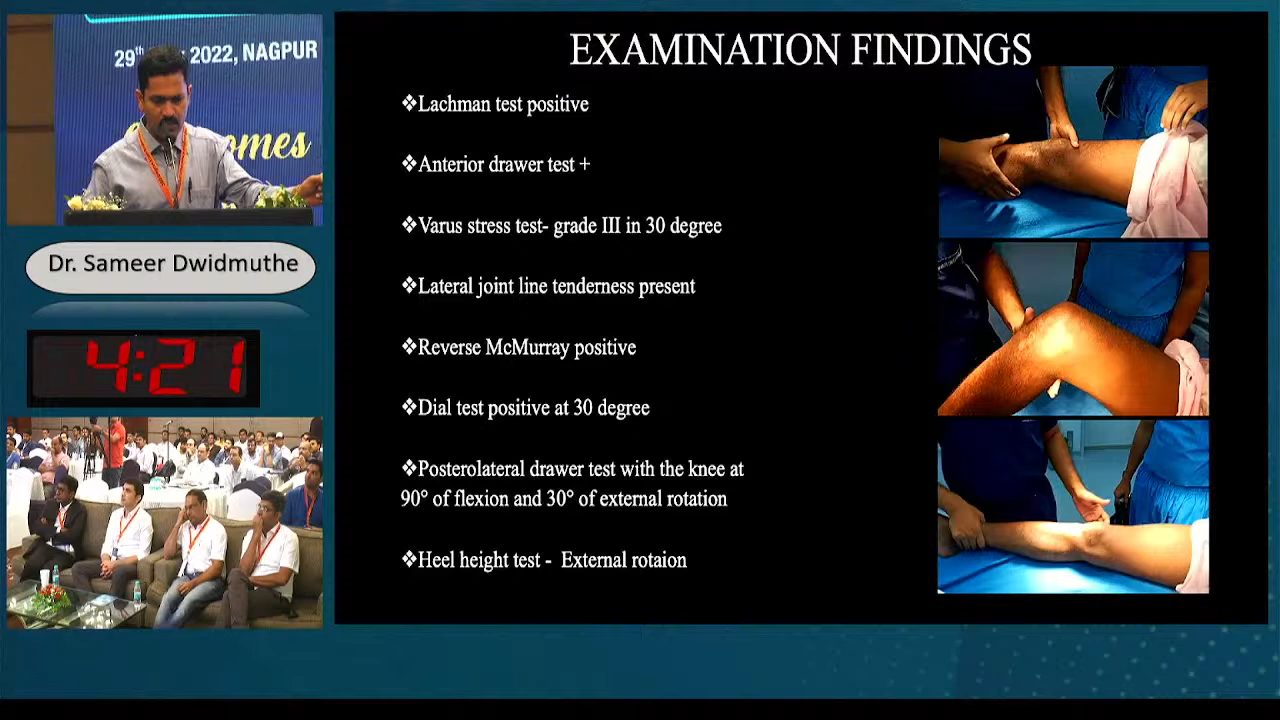 29th 2022, NAGPUR
omes
Dr. Sameer Dwidmuthe
4:21
EXAMINATION FINDINGS
❖Lachman test positive
❖Anterior drawer test +
❖Varus stress test- grade III in 30 degree
❖Lateral joint line tenderness present
❖Reverse McMurray positive
❖Dial test positive at 30 degree
❖Posterolateral drawer test with the knee at
90° of flexion and 30° of external rotation
❖Heel height test - External rotaion